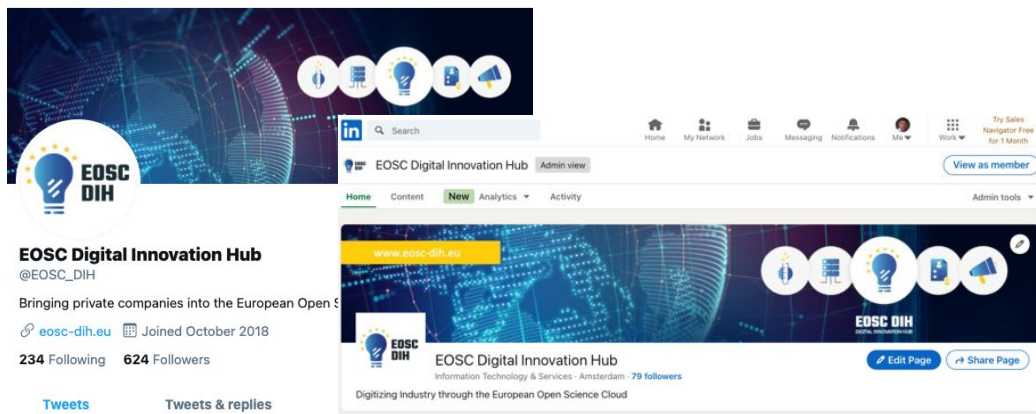 EOSC
DIH
EOSC Digital Innovation Hub
@EOSC_DIH
Bringing private companies into the European Open S
eosc-dih.eu Joined October 2018
234 Following 624 Followers
Tweets Tweets & replies
in Search
Home My Network Jobs Messaging Notifications Me Work
Try Sales
Navigator Free
for 1 Month
EOSC DIH EOSC Digital Innovation Hub Admin view View as member
Home Content New Analytics Activity Admin tools
www.eosc-dih.eu
EOSC DIH
DIGITAL INNOVATION HUB
EOSC
DIH
EOSC Digital Innovation Hub
Edit Page Share Page
Information Technology & Services · Amsterdam · 79 followers
Digitizing Industry through the European Open Science Cloud